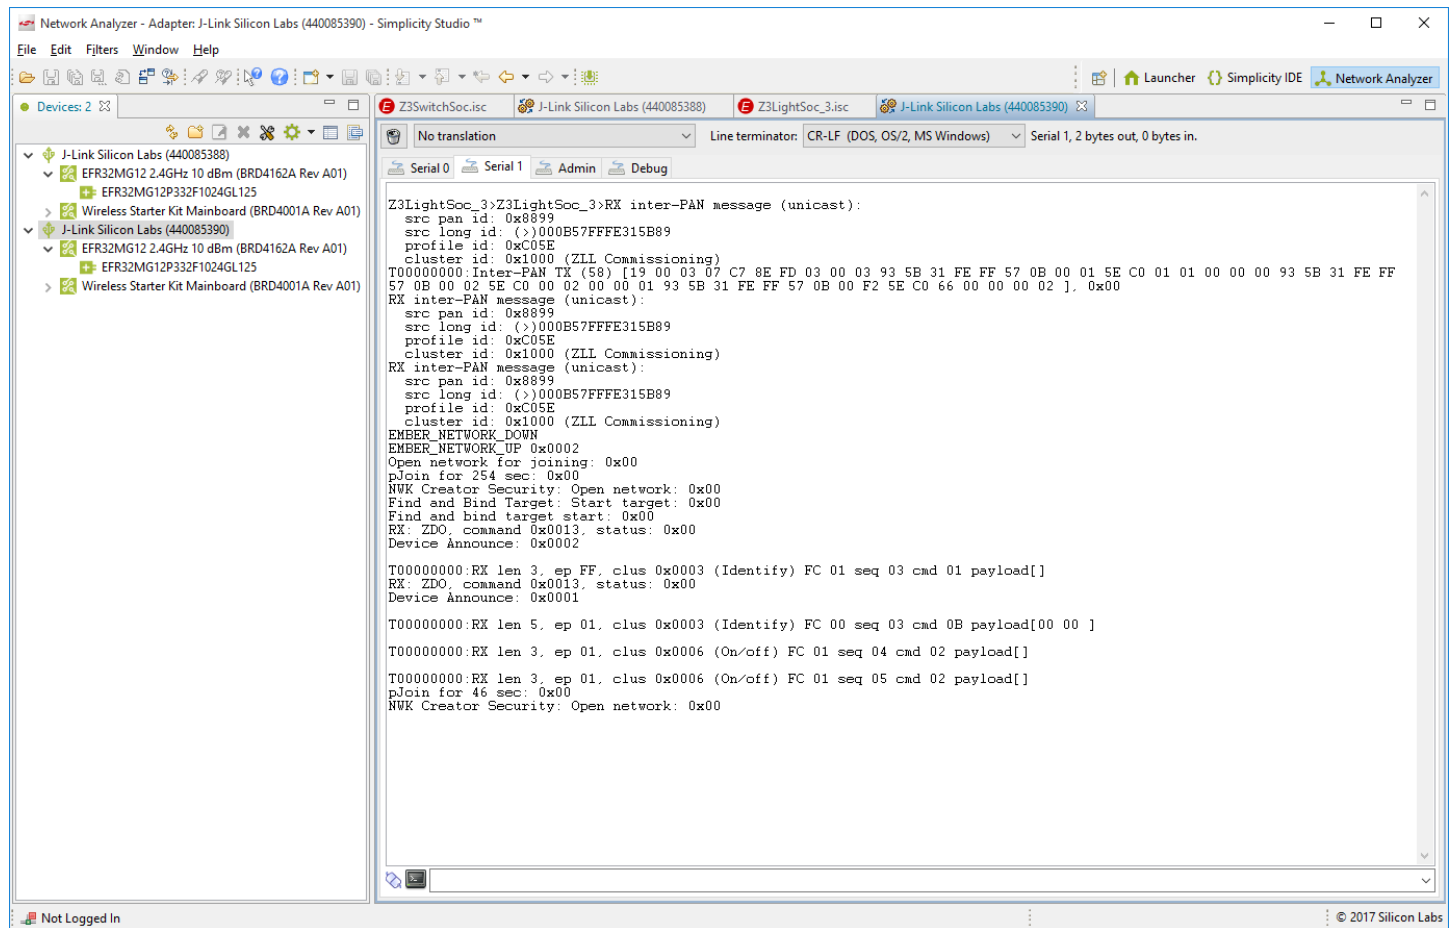 Network Analyzer - Adapter: J-Link Silicon Labs (440085390) - Simplicity Studio ™
File Edit Filters Window Help
Launcher Simplicity IDE Network Analyzer
Devices: 2
Z3SwitchSoc.isc J-Link Silicon Labs (440085388) Z3LightSoc_3.isc J-Link Silicon Labs (440085390)
No translation Line terminator: CR-LF (DOS, OS/2, MS Windows) Serial 1, 2 bytes out, 0 bytes in.
Serial 0 Serial 1 Admin Debug
J-Link Silicon Labs (440085388)
EFR32MG12 2.4GHz 10 dBm (BRD4162A Rev A01)
EFR32MG12P332F1024GL125
Wireless Starter Kit Mainboard (BRD4001A Rev A01)
J-Link Silicon Labs (440085390)
EFR32MG12 2.4GHz 10 dBm (BRD4162A Rev A01)
EFR32MG12P332F1024GL125
Wireless Starter Kit Mainboard (BRD4001A Rev A01)
Z3LightSoc_3>Z3LightSoc_3>RX inter-PAN message (unicast):
src pan id: 0x8899
src long id: (>)000B57FFFE315B89
profile id: 0xC05E
cluster id: 0x1000 (ZLL Commissioning)
T00000000:Inter-PAN TX (58) [19 00 03 07 C7 8E FD 03 00 03 93 5B 31 FE FF 57 0B 00 01 5E C0 01 01 00 00 00 93 5B 31 FE FF
57 0B 00 02 5E C0 00 02 00 00 01 93 5B 31 FE FF 57 0B 00 F2 5E C0 66 00 00 00 02 ], 0x00
RX inter-PAN message (unicast):
src pan id: 0x8899
src long id: (>)000B57FFFE315B89
profile id: 0xC05E
cluster id: 0x1000 (ZLL Commissioning)
RX inter-PAN message (unicast):
src pan id: 0x8899
src long id: (>)000B57FFFE315B89
profile id: 0xC05E
cluster id: 0x1000 (ZLL Commissioning)
EMBER_NETWORK_DOWN
EMBER_NETWORK_UP 0x0002
Open network for joining: 0x00
pJoin for 254 sec: 0x00
NWK Creator Security: Open network: 0x00
Find and Bind Target: Start target: 0x00
Find and bind target start: 0x00
RX: ZDO, command 0x0013, status: 0x00
Device Announce: 0x0002
T00000000:RX len 3, ep FF, clus 0x0003 (Identify) FC 01 seq 03 cmd 01 payload[]
RX: ZDO, command 0x0013, status: 0x00
Device Announce: 0x0001
T00000000:RX len 5, ep 01, clus 0x0003 (Identify) FC 00 seq 03 cmd 0B payload[00 00 ]
T00000000:RX len 3, ep 01, clus 0x0006 (On/off) FC 01 seq 04 cmd 02 payload[]
T00000000:RX len 3, ep 01, clus 0x0006 (On/off) FC 01 seq 05 cmd 02 payload[]
pJoin for 46 sec: 0x00
NWK Creator Security: Open network: 0x00
Not Logged In
© 2017 Silicon Labs